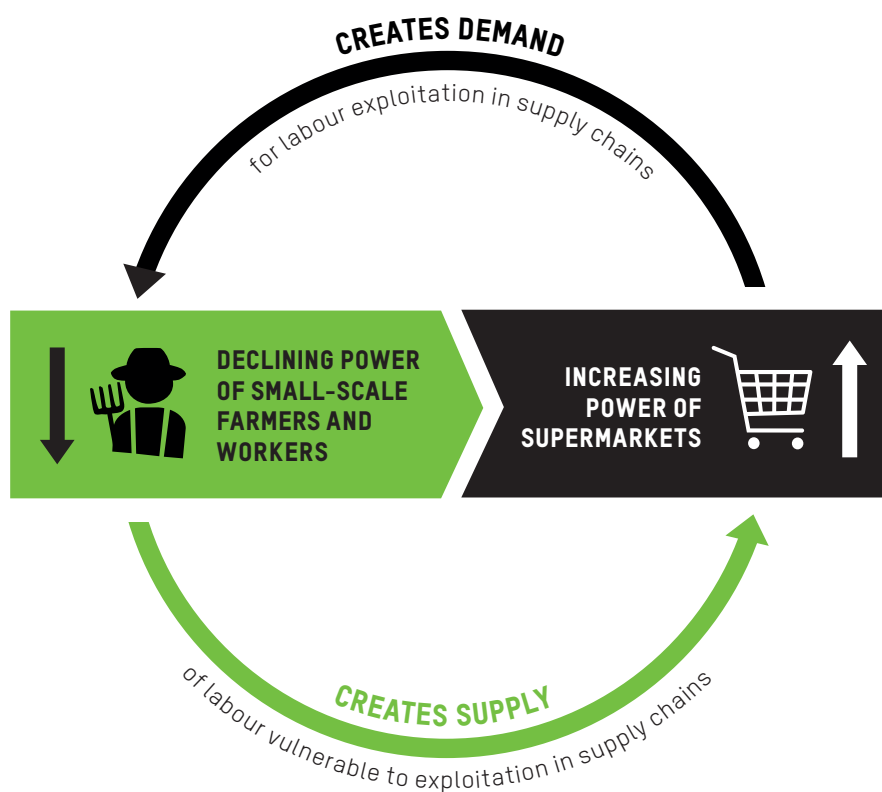 CREATES DEMAND
for labour exploitation in supply chains
DECLINING POWER
OF SMALL-SCALE
FARMERS AND
WORKERS
INCREASING
POWER OF
SUPERMARKETS
CREATES SUPPLY
of labour vulnerable to exploitation in supply chains